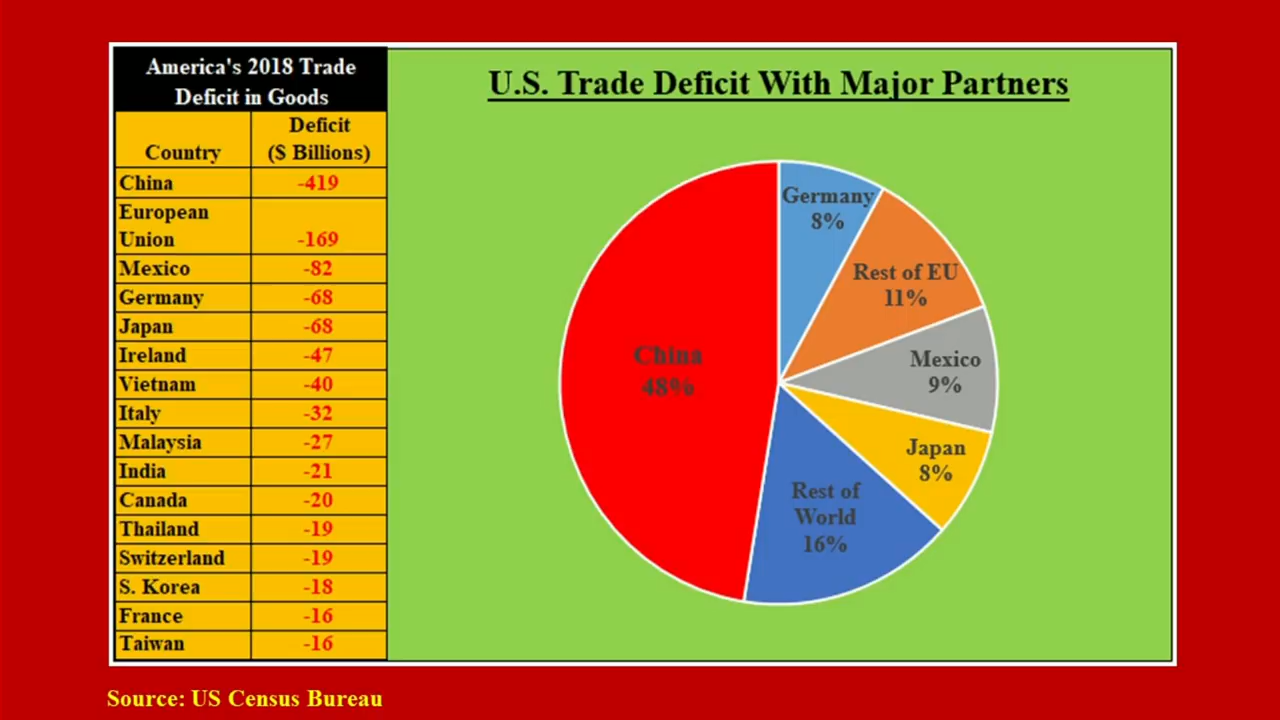 America's 2018 Trade
Deficit in Goods
Country
Deficit
($ Billions)
China -419
European
Union -169
Mexico -82
Germany -68
Japan -68
Ireland -47
Vietnam -40
Italy -32
Malaysia -27
India -21
Canada -20
Thailand -19
Switzerland -19
S. Korea -18
France -16
Taiwan -16
U.S. Trade Deficit With Major Partners
Germany
8%
Rest of EU
11%
Mexico
9%
Japan
8%
Rest of
World
16%
China
48%
Source: US Census Bureau